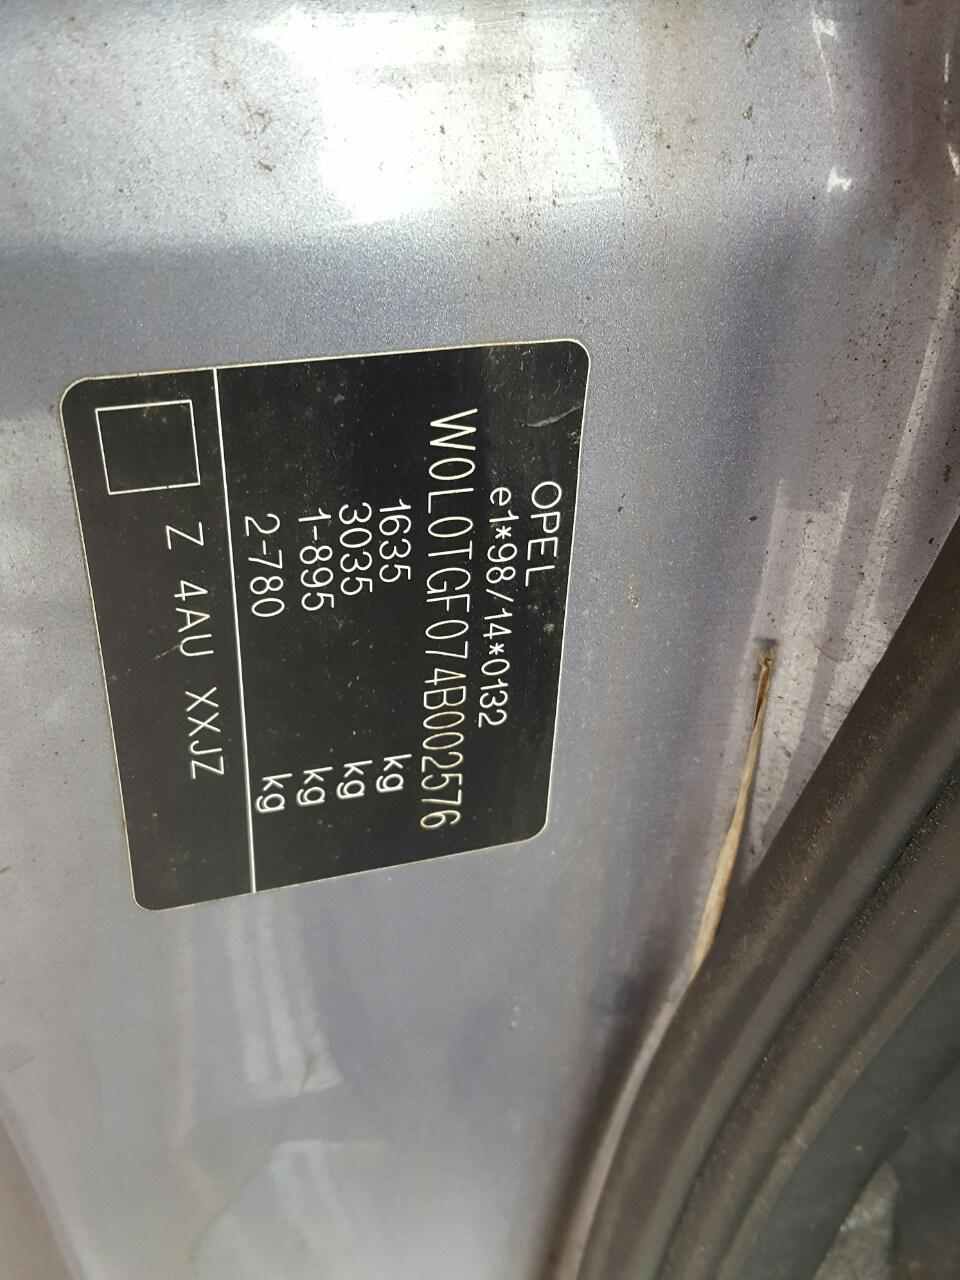 OPEL
e1*98/14*0132
W0L0TGF074B002576
1635 kg
3035 kg
1-895 kg
2-780 kg
Z 4AU XXJZ